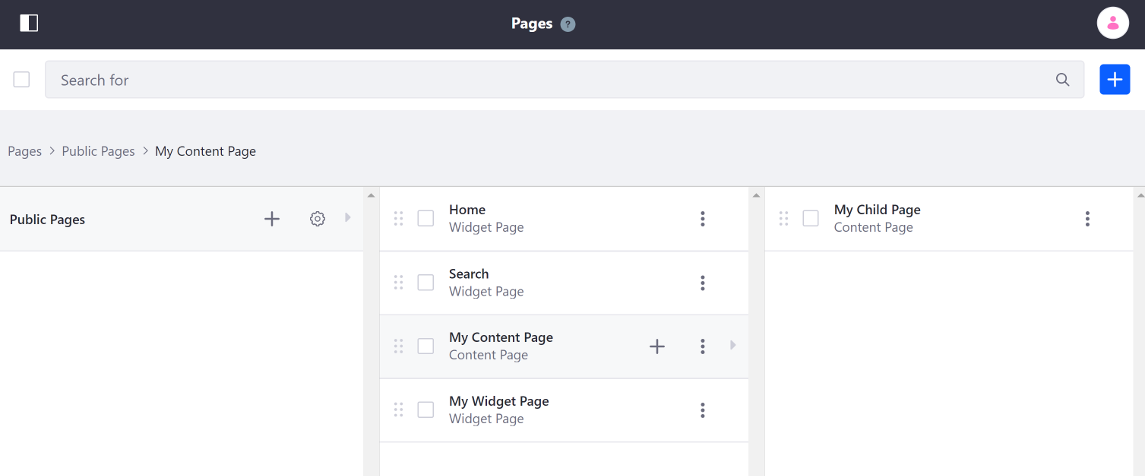 Pages ?
Search for
Pages > Public Pages > My Content Page
Public Pages
Home
Widget Page
Search
Widget Page
My Content Page
Content Page
My Widget Page
Widget Page
My Child Page
Content Page